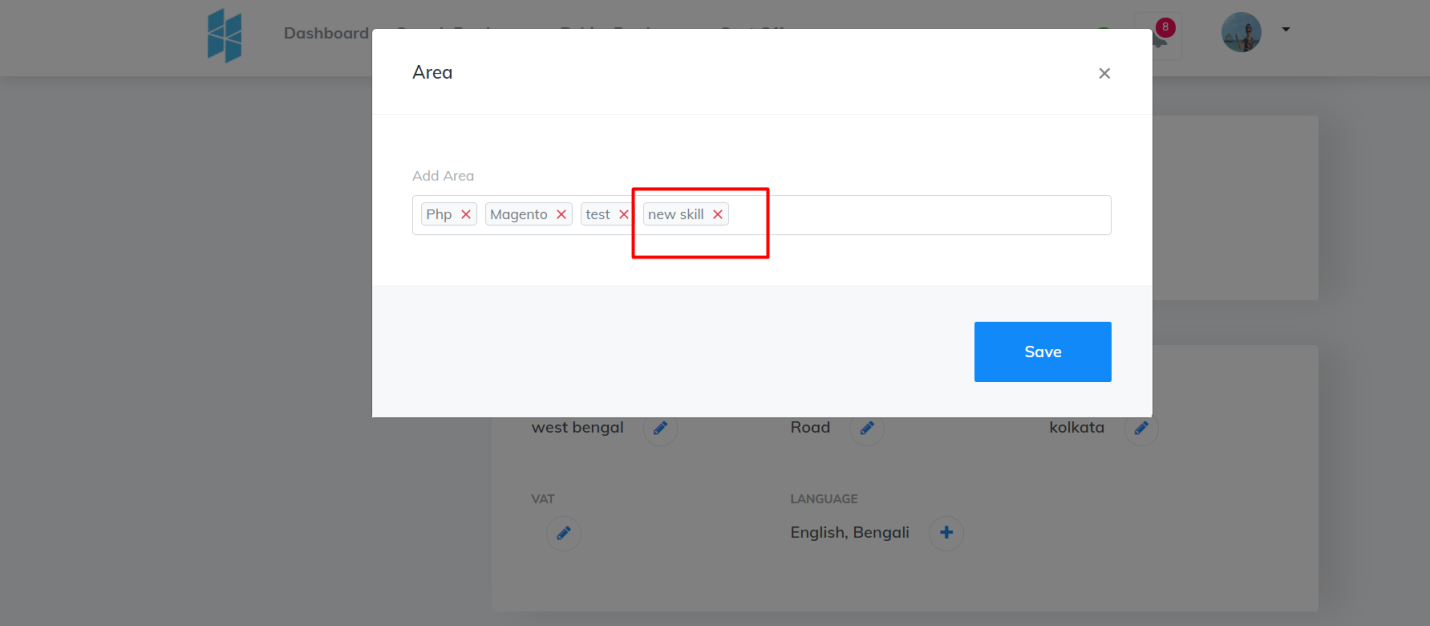 Dashboard
8
Area
×
Add Area
Php × Magento × test × new skill ×
Save
west bengal Road kolkata
VAT LANGUAGE
English, Bengali